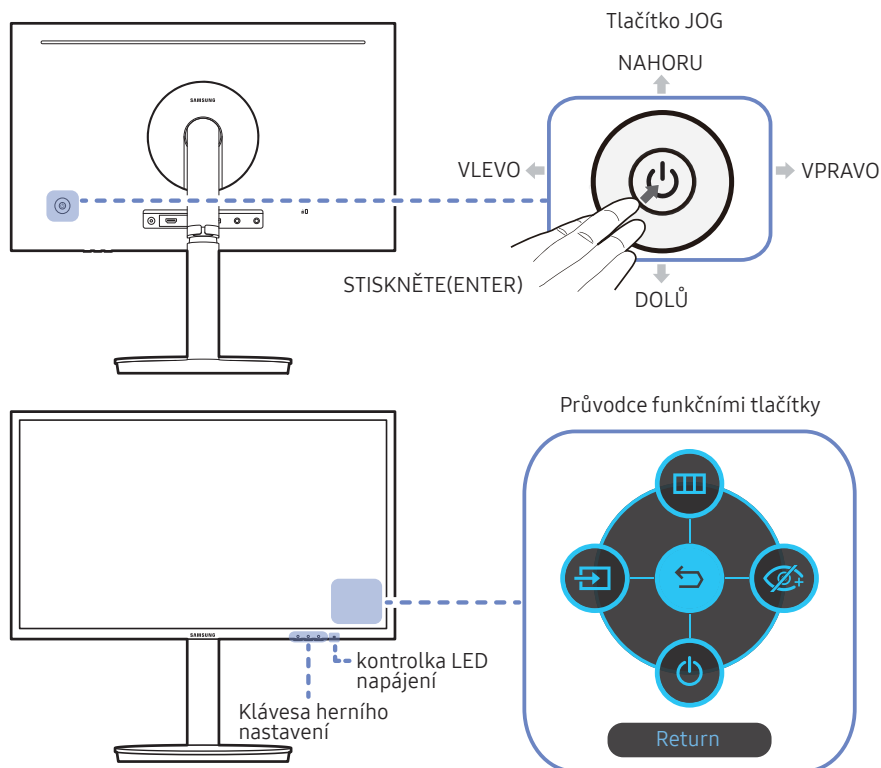 Tlačítko JOG
NAHORU
SAMSUNG
VLEVO
VPRAVO
STISKNĚTE(ENTER)
DOLŮ
Průvodce funkčními tlačítky
SAMSUNG
kontrolka LED
napájení
Klávesa herního
nastavení
Return